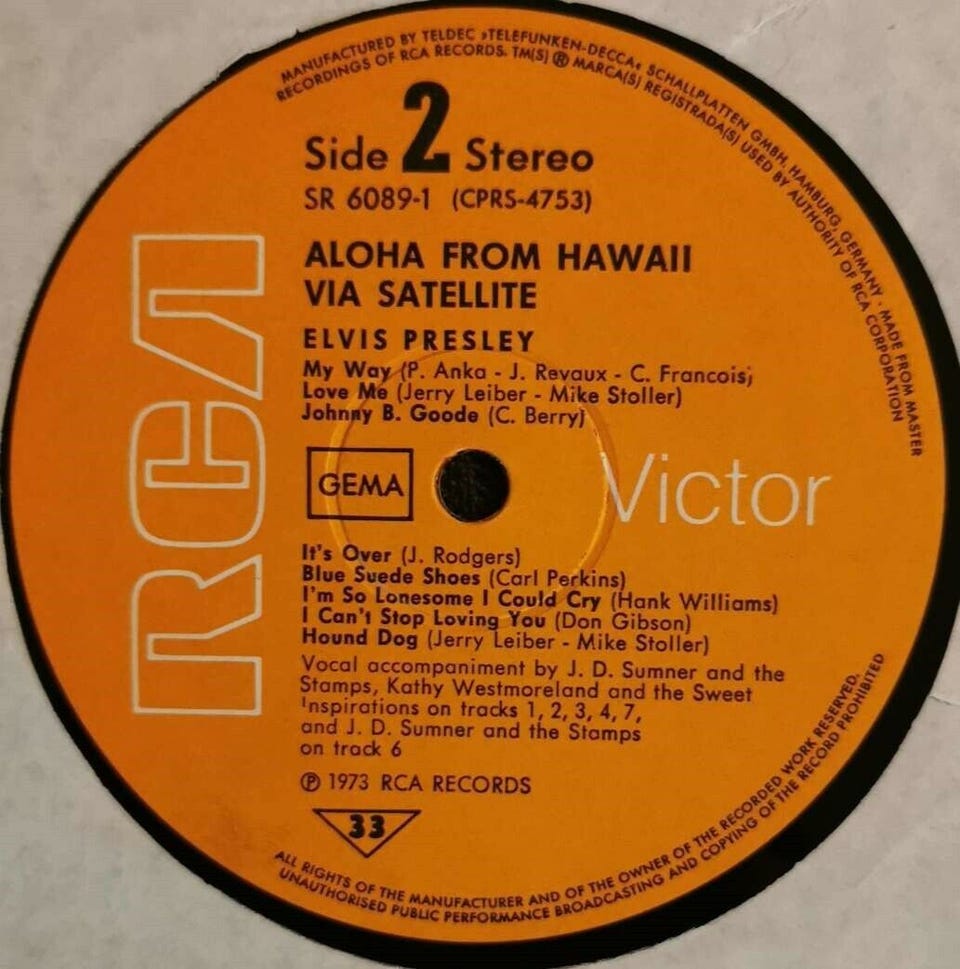 MANUFACTURED BY TELDEC »TELEFUNKEN-DECCA« SCHALLPLATTEN GMBH, HAMBURG, GERMANY · MADE FROM MASTER
RECORDINGS OF RCA RECORDS. TM(S) ® MARCA(S) REGISTRADA(S) USED BY AUTHORITY OF RCA CORPORATION
Side 2 Stereo
SR 6089-1 (CPRS-4753)
ALOHA FROM HAWAII
VIA SATELLITE
ELVIS PRESLEY
My Way (P. Anka - J. Revaux - C. Francois)
Love Me (Jerry Leiber - Mike Stoller)
Johnny B. Goode (C. Berry)
RCA
GEMA
Victor
It's Over (J. Rodgers)
Blue Suede Shoes (Carl Perkins)
I'm So Lonesome I Could Cry (Hank Williams)
I Can't Stop Loving You (Don Gibson)
Hound Dog (Jerry Leiber - Mike Stoller)
Vocal accompaniment by J. D. Sumner and the
Stamps, Kathy Westmoreland and the Sweet
Inspirations on tracks 1, 2, 3, 4, 7,
and J. D. Sumner and the Stamps
on track 6
℗ 1973 RCA RECORDS
33
ALL RIGHTS OF THE MANUFACTURER AND OF THE OWNER OF THE RECORDED WORK RESERVED.
UNAUTHORISED PUBLIC PERFORMANCE BROADCASTING AND COPYING OF THE RECORD PROHIBITED